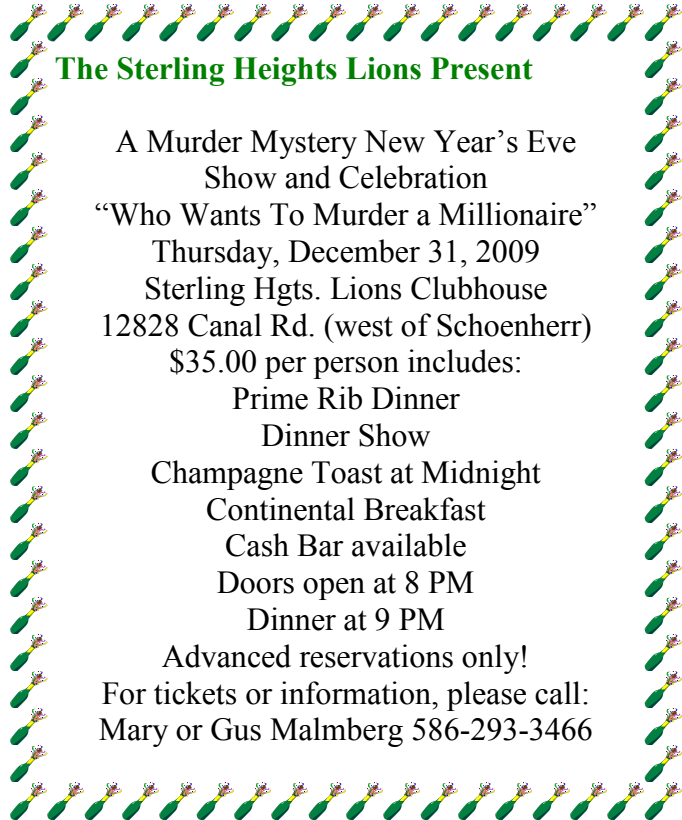 The Sterling Heights Lions Present
A Murder Mystery New Year’s Eve
Show and Celebration
“Who Wants To Murder a Millionaire”
Thursday, December 31, 2009
Sterling Hgts. Lions Clubhouse
12828 Canal Rd. (west of Schoenherr)
$35.00 per person includes:
Prime Rib Dinner
Dinner Show
Champagne Toast at Midnight
Continental Breakfast
Cash Bar available
Doors open at 8 PM
Dinner at 9 PM
Advanced reservations only!
For tickets or information, please call:
Mary or Gus Malmberg 586-293-3466